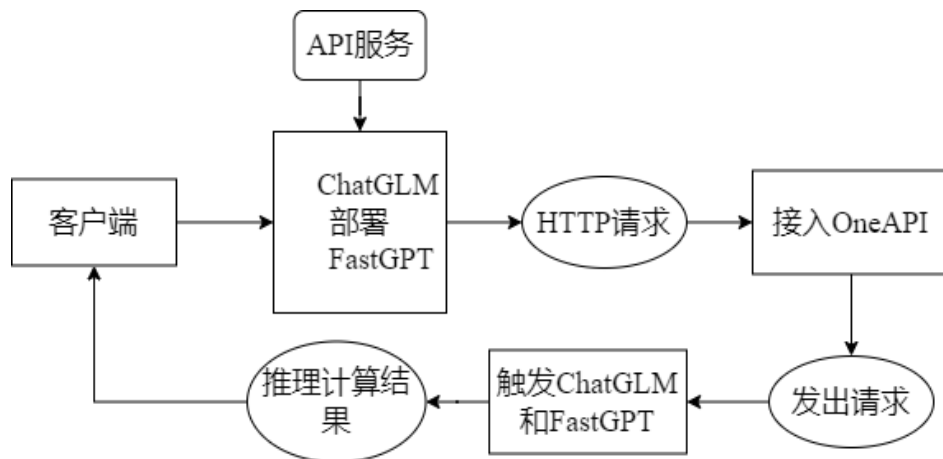 API服务
客户端
ChatGLM
部署
FastGPT
HTTP请求
接入OneAPI
发出请求
触发ChatGLM
和FastGPT
推理计算结
果